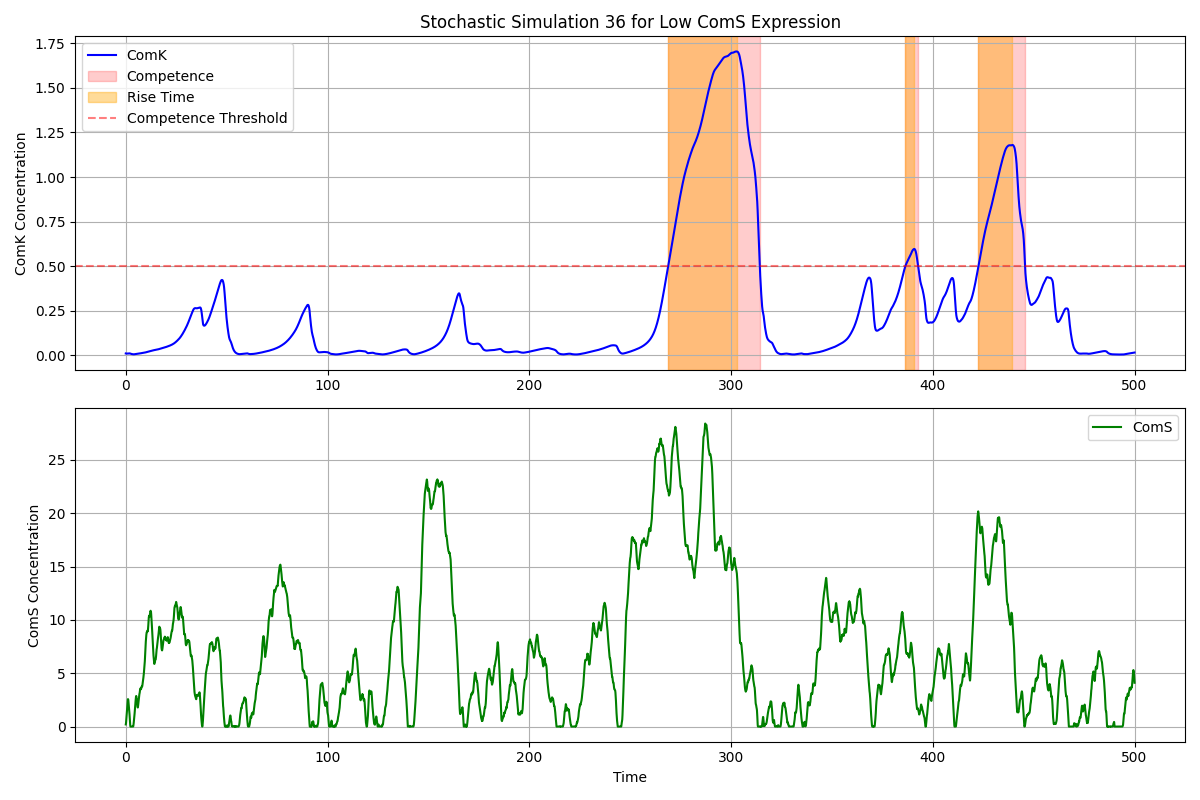 Stochastic Simulation 36 for Low ComS Expression
ComK Concentration
1.75
1.50
1.25
1.00
0.75
0.50
0.25
0.00
ComK
Competence
Rise Time
Competence Threshold
0 100 200 300 400 500
ComS Concentration
25
20
15
10
5
0
ComS
0 100 200 300 400 500
Time